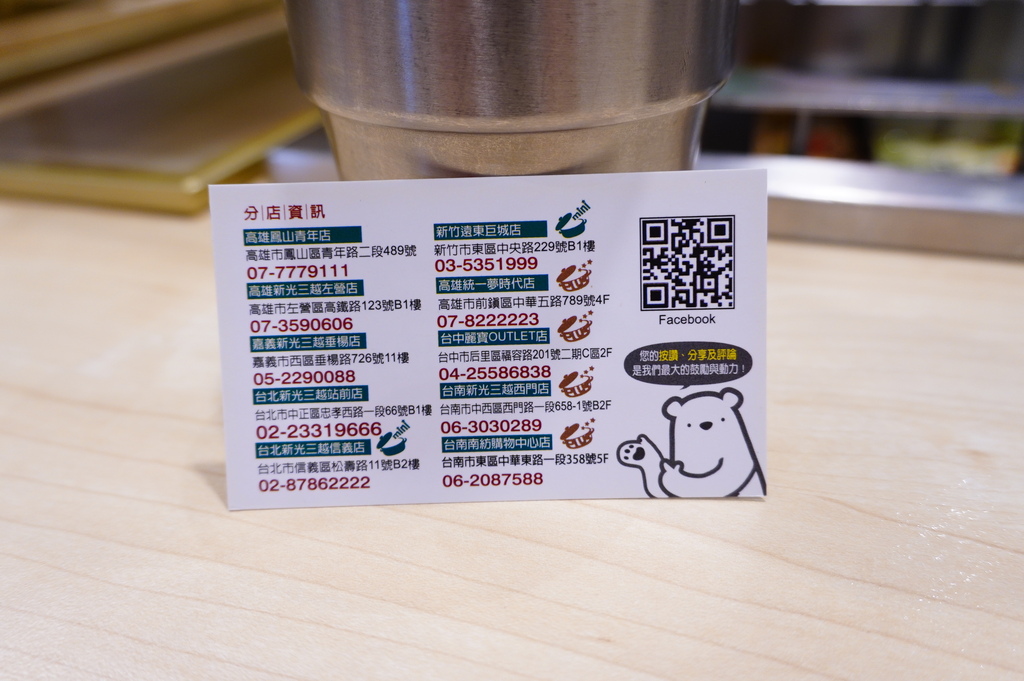 分店資訊
高雄鳳山青年店
高雄市鳳山區青年路二段489號
07-7779111
高雄新光三越左營店
高雄市左營區高鐵路123號B1樓
07-3590606
嘉義新光三越垂楊店
嘉義市西區垂楊路726號11樓
05-2290088
台北新光三越站前店
台北市中正區忠孝西路一段66號B1樓
02-23319666
台北新光三越信義店
mini
台北市信義區松壽路11號B2樓
02-87862222
新竹遠東巨城店
mini
新竹市東區中央路229號B1樓
03-5351999
高雄統一夢時代店
高雄市前鎮區中華五路789號4F
07-8222223
台中麗寶OUTLET店
台中市后里區福容路201號二期C區2F
04-25586838
台南新光三越西門店
台南市中西區西門路一段658-1號B2F
06-3030289
台南南紡購物中心店
台南市東區中華東路一段358號5F
06-2087588
Facebook
您的按讚、分享及評論
是我們最大的鼓勵與動力！